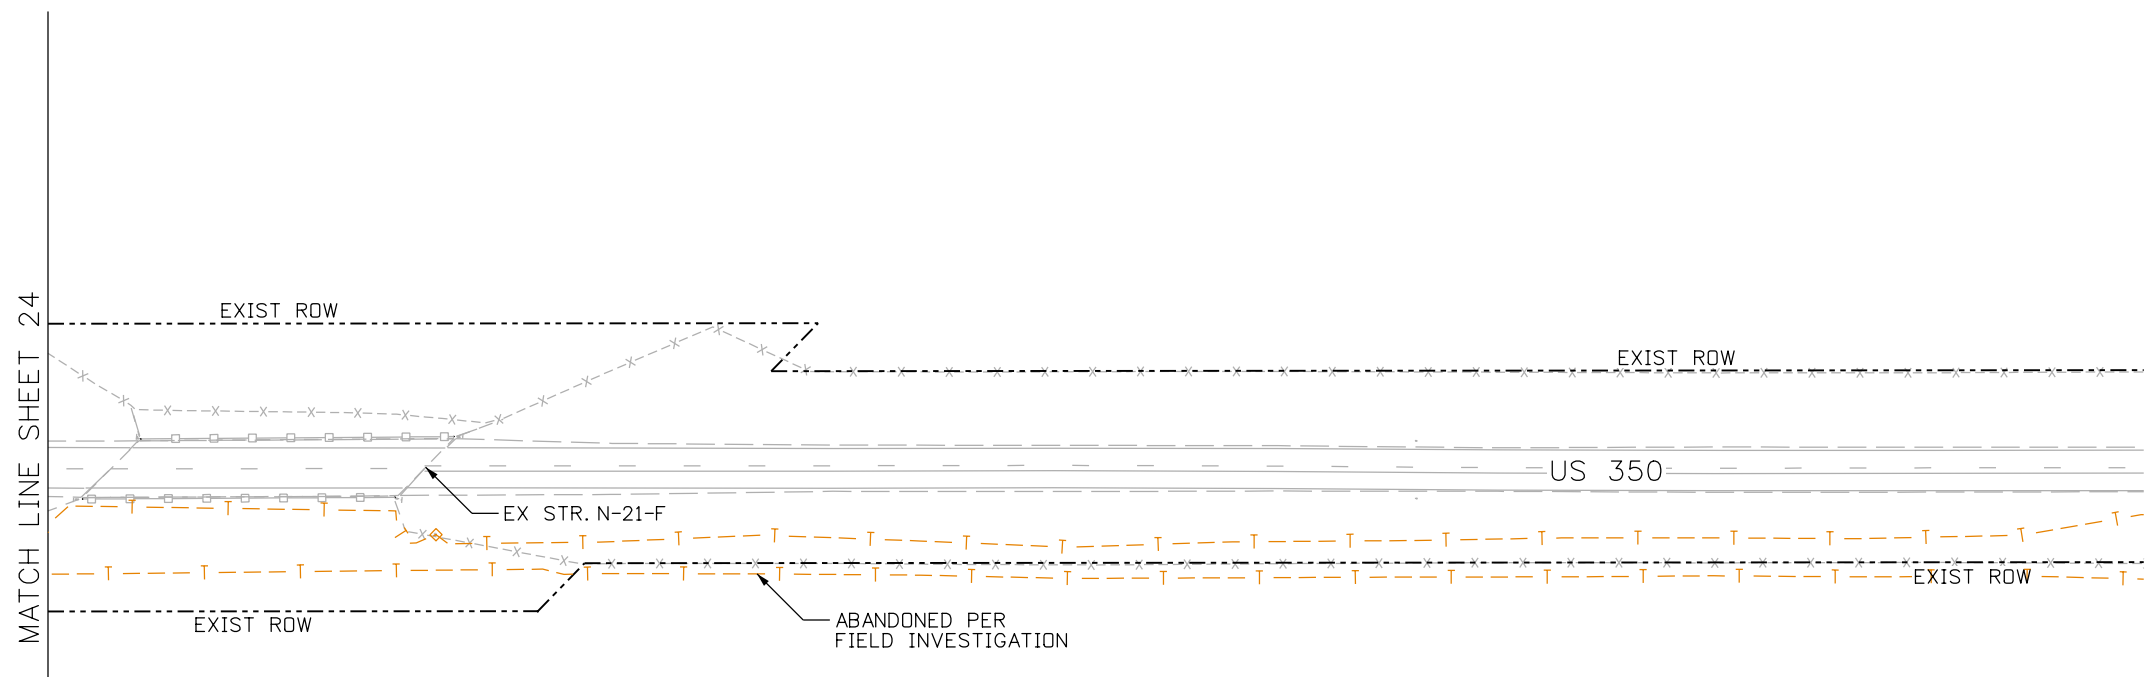 MATCH LINE SHEET 24
EXIST ROW
EXIST ROW
US 350
EX STR. N-21-F
EXIST ROW
EXIST ROW
ABANDONED PER
FIELD INVESTIGATION